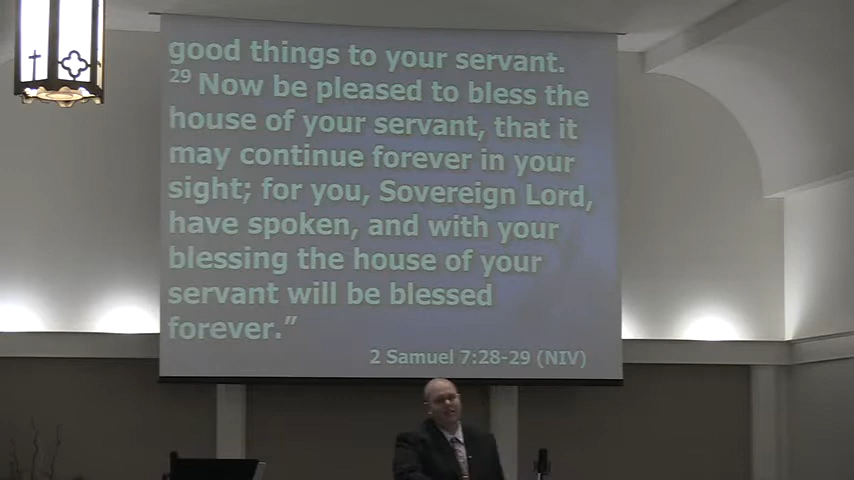 good things to your servant.
29 Now be pleased to bless the
house of your servant, that it
may continue forever in your
sight; for you, Sovereign Lord,
have spoken, and with your
blessing the house of your
servant will be blessed
forever.”
2 Samuel 7:28-29 (NIV)